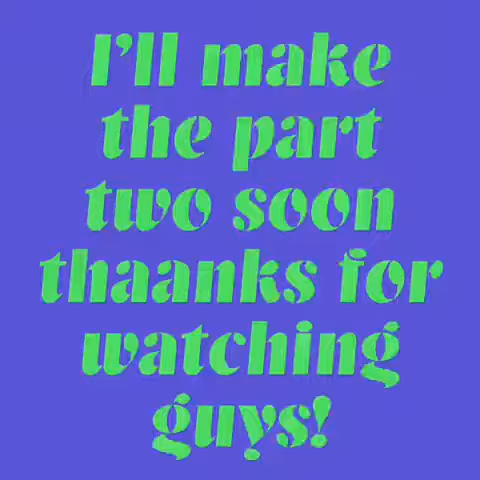 I'll make
the part
two soon
thaanks for
watching
guys!